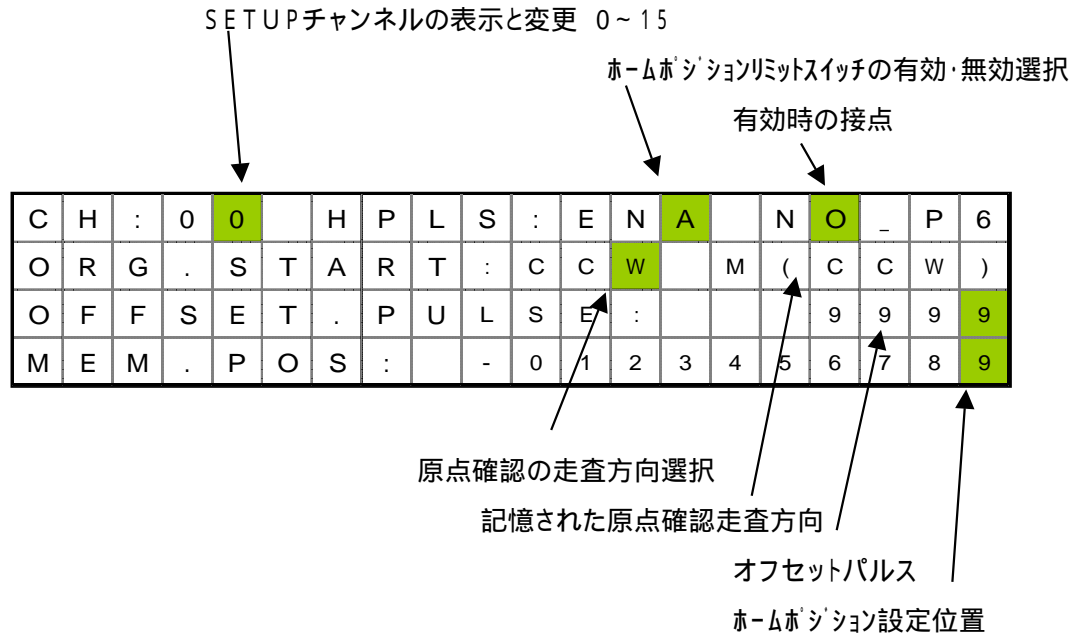 SETUPチャンネルの表示と変更 0~15
ホームポジションリミットスイッチの有効・無効選択
有効時の接点
CH:00 HPLS:ENA NO_P6
ORG.START:CCW M(CCW)
OFFSET.PULSE: 9999
MEM.POS: -0123456789
原点確認の走査方向選択
記憶された原点確認走査方向
オフセットパルス
ホームポジション設定位置